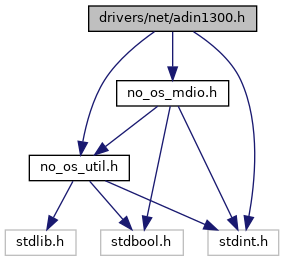 drivers/net/adin1300.h
no_os_mdio.h
no_os_util.h
stdlib.h
stdbool.h
stdint.h